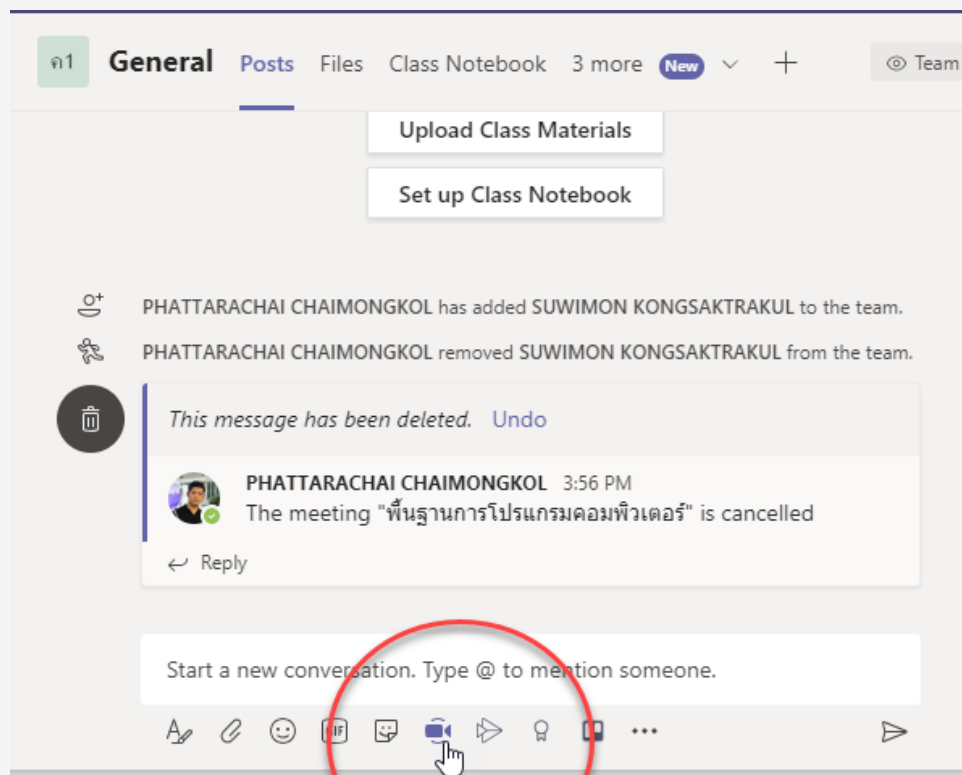 ค1 General Posts Files Class Notebook 3 more New Team
Upload Class Materials
Set up Class Notebook
PHATTARACHAI CHAIMONGKOL has added SUWIMON KONGSAKTRAKUL to the team.
PHATTARACHAI CHAIMONGKOL removed SUWIMON KONGSAKTRAKUL from the team.
This message has been deleted. Undo
PHATTARACHAI CHAIMONGKOL 3:56 PM
The meeting "พื้นฐานการโปรแกรมคอมพิวเตอร์" is cancelled
Reply
Start a new conversation. Type @ to mention someone.
GIF